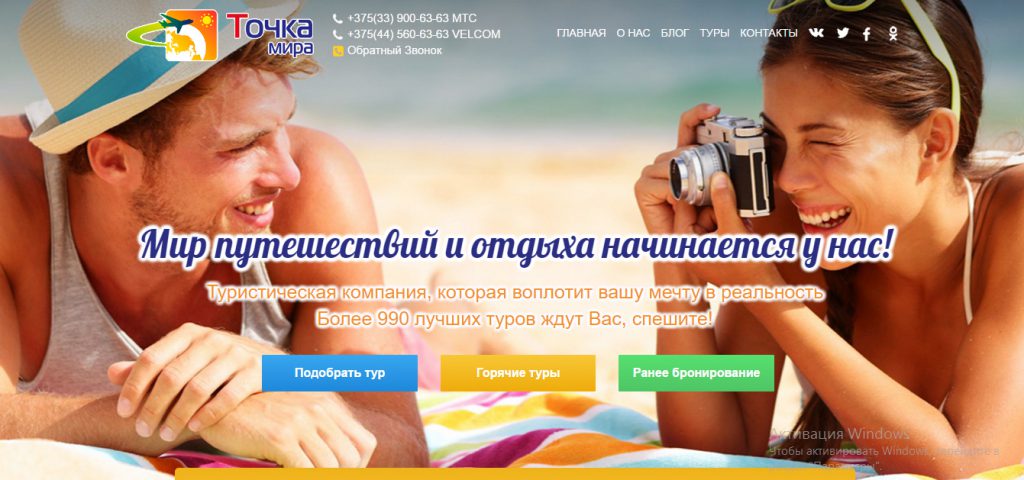 Точка
мира
+375(33) 900-63-63 МТС
+375(44) 560-63-63 VELCOM
Обратный Звонок
ГЛАВНАЯ О НАС БЛОГ ТУРЫ КОНТАКТЫ
Мир путешествий и отдыха начинается у нас!
Туристическая компания, которая воплотит вашу мечту в реальность
Более 990 лучших туров ждут Вас, спешите!
Подобрать тур
Горячие туры
Ранее бронирование
Активация Windows
Чтобы активировать Windows, перейдите в
"Параметры".